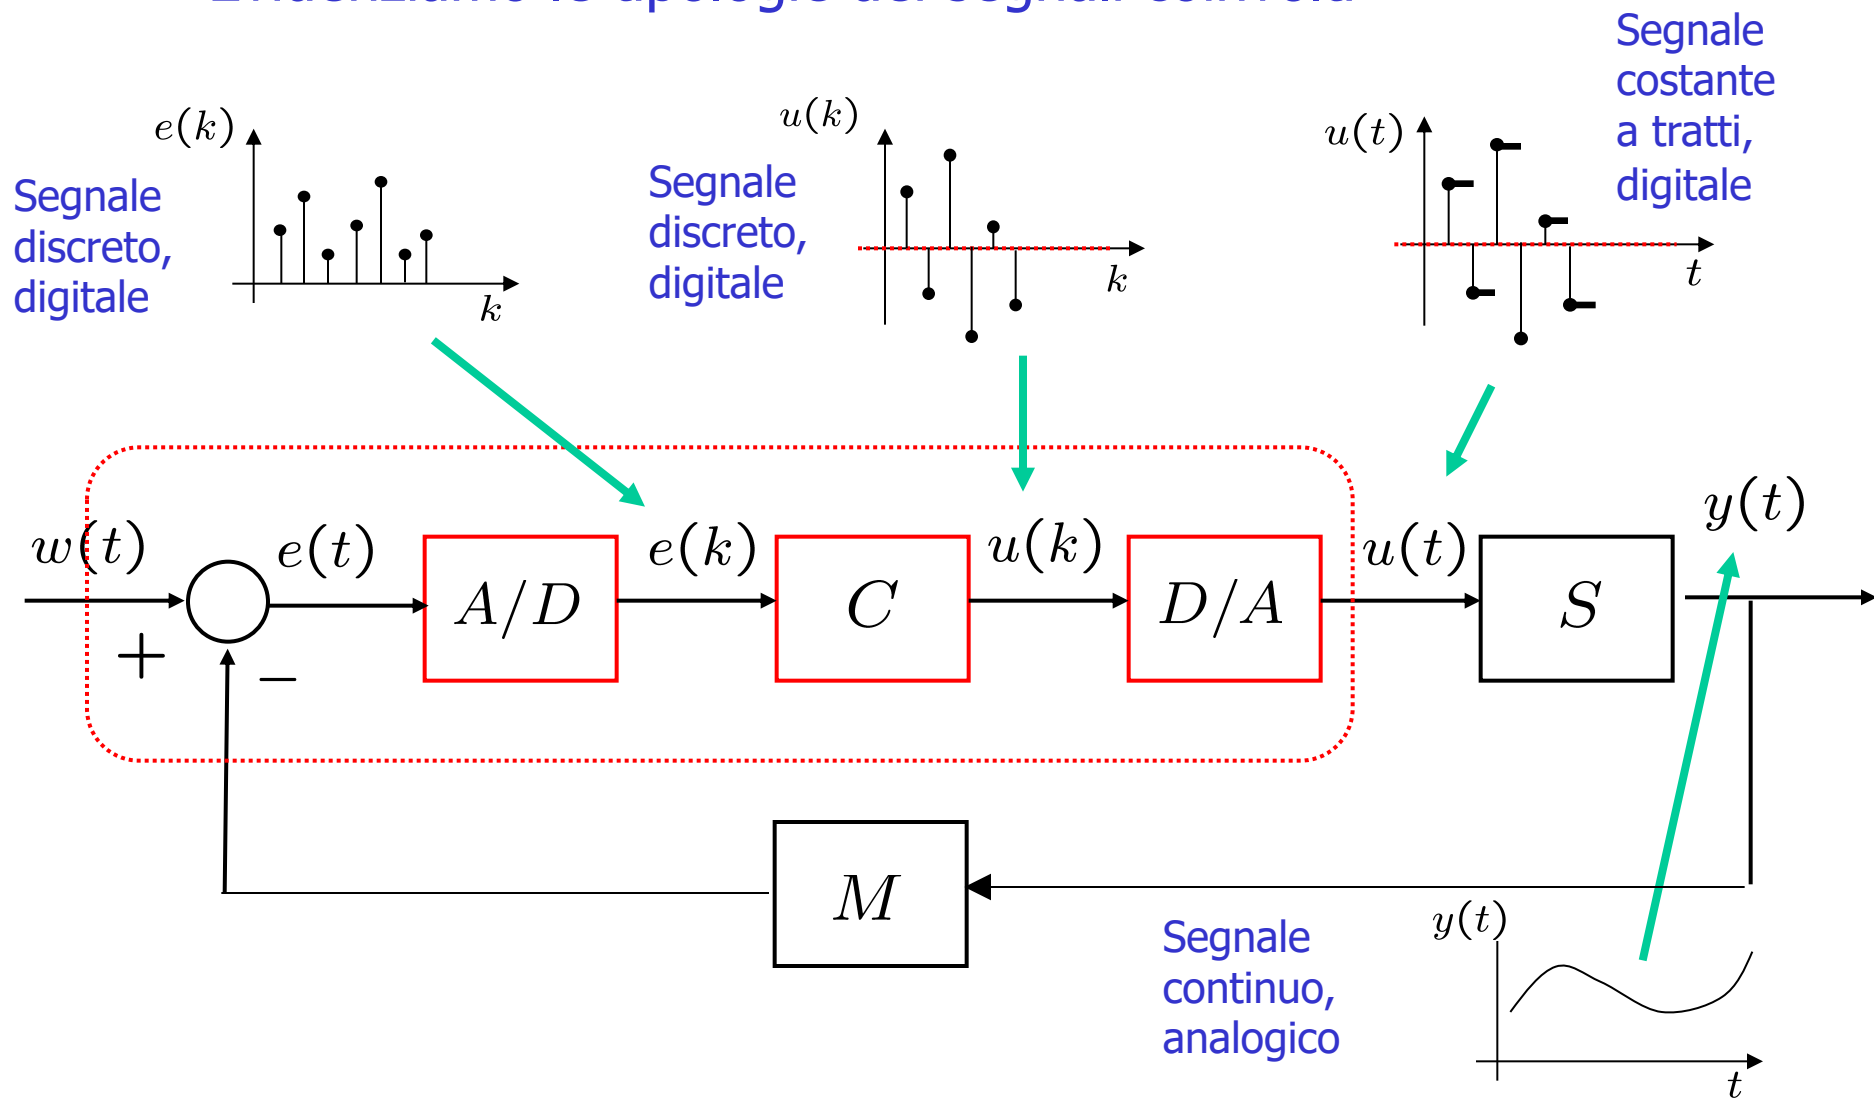 e(k)
Segnale
discreto,
digitale
k
u(k)
Segnale
discreto,
digitale
k
Segnale
costante
a tratti,
digitale
u(t)
t
w(t)
+
−
e(t)
A/D
e(k)
C
u(k)
D/A
u(t)
S
y(t)
M
Segnale
continuo,
analogico
y(t)
t